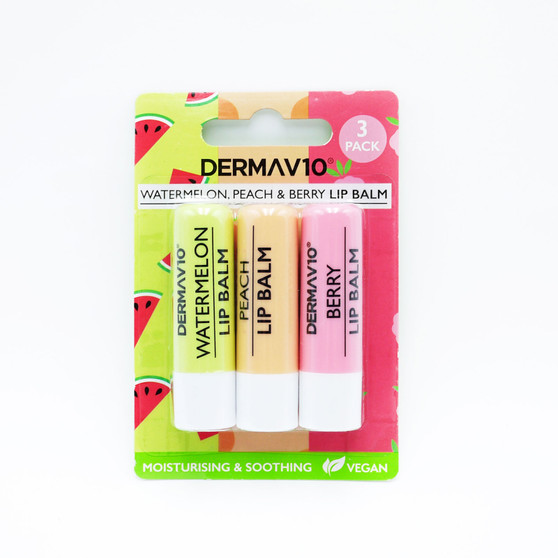 3
PACK
DERMAV10®
WATERMELON, PEACH & BERRY LIP BALM
DERMAV10®
WATERMELON
LIP BALM
PEACH
LIP BALM
DERMAV10®
BERRY
LIP BALM
MOISTURISING & SOOTHING
VEGAN